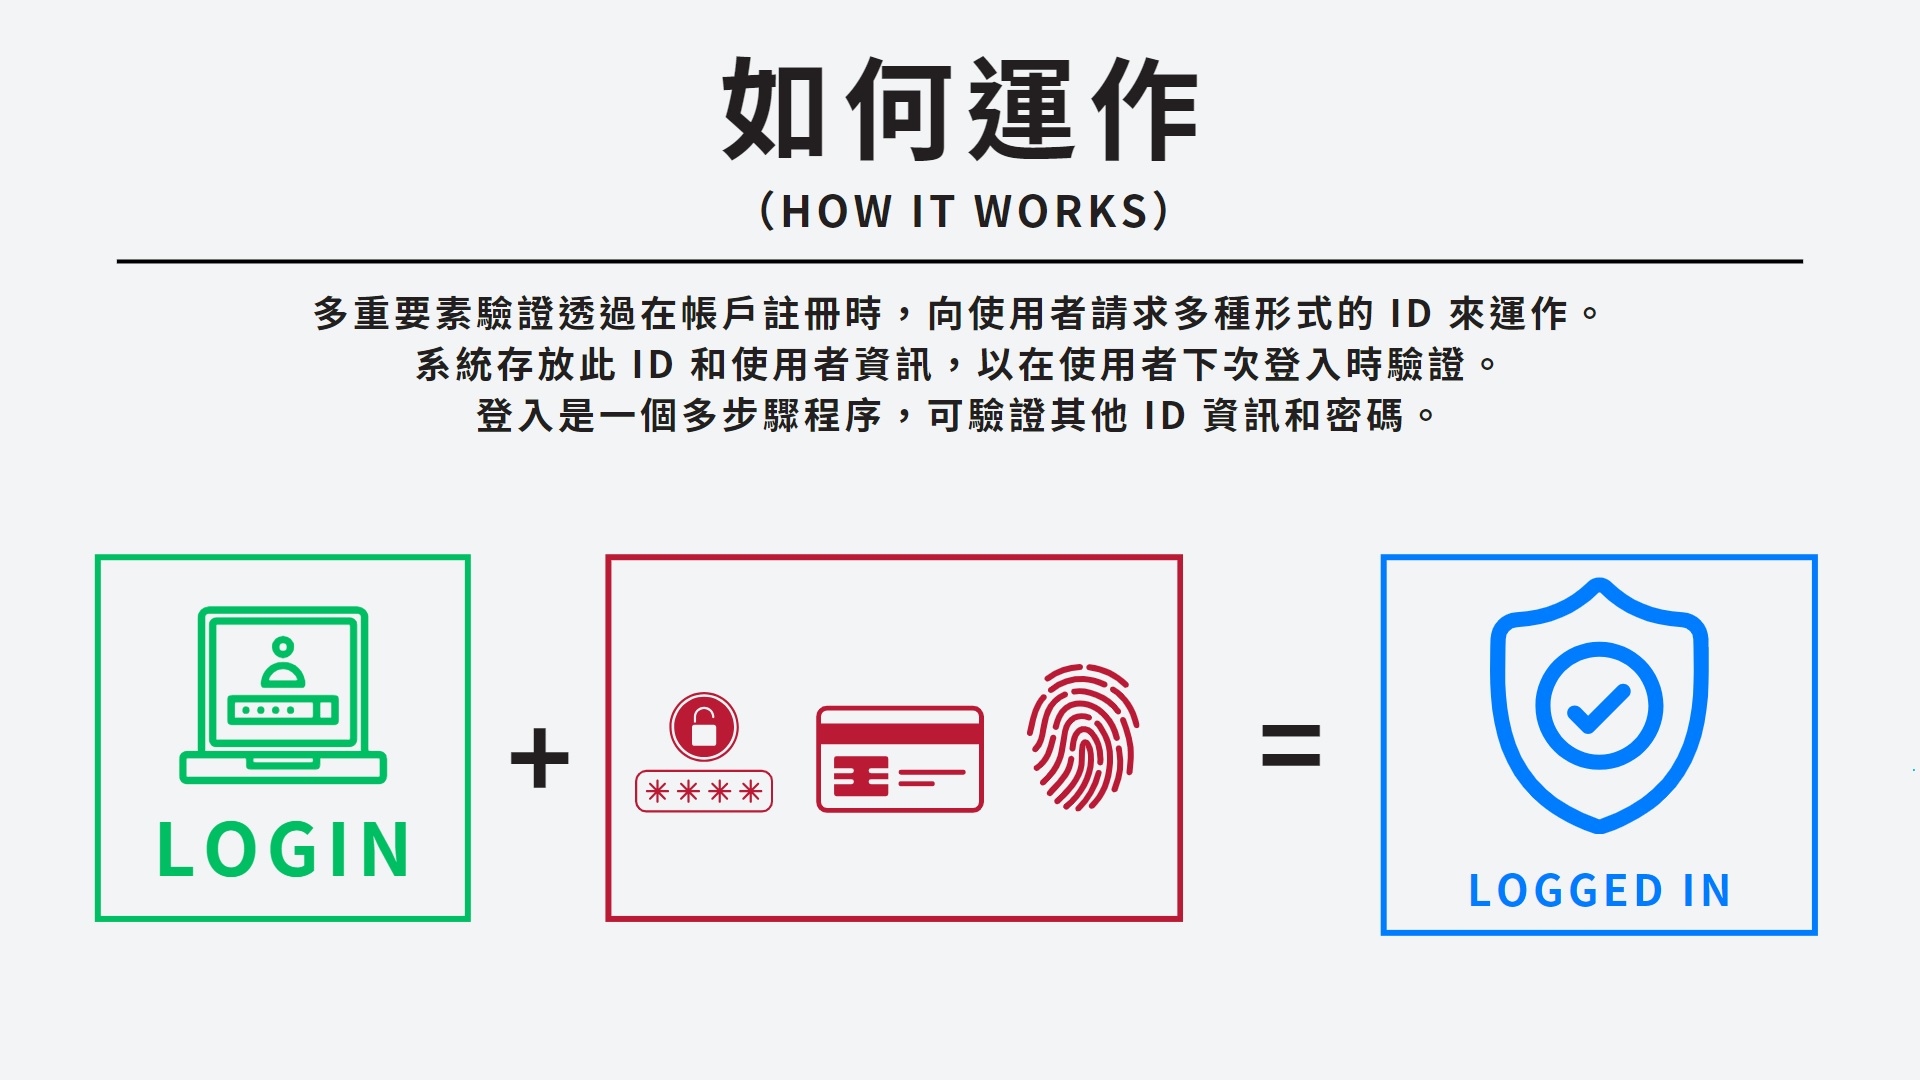 如何運作
（HOW IT WORKS）
多重要素驗證透過在帳戶註冊時，向使用者請求多種形式的 ID 來運作。
系統存放此 ID 和使用者資訊，以在使用者下次登入時驗證。
登入是一個多步驟程序，可驗證其他 ID 資訊和密碼。
LOGIN
+
=
LOGGED IN